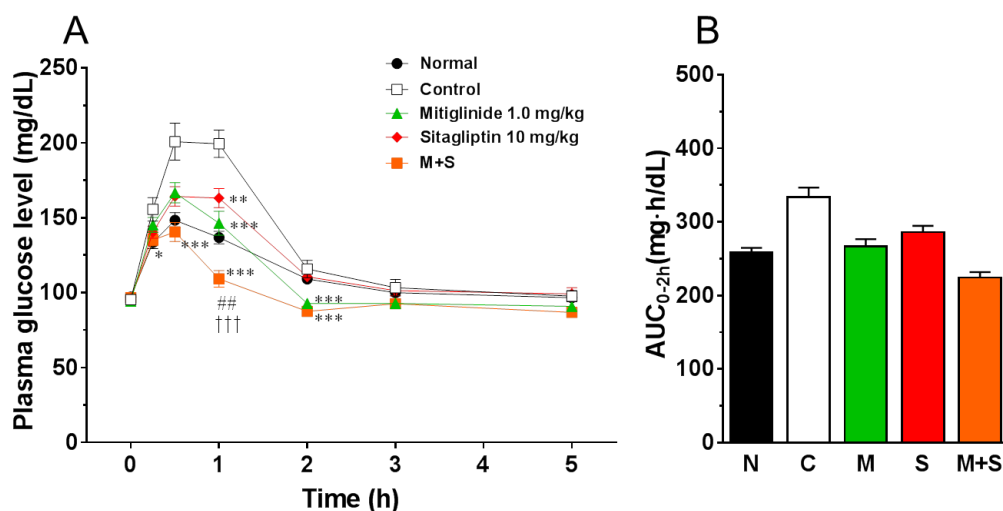 A
Plasma glucose level (mg/dL)
250
200
150
100
50
0
Normal
Control
Mitiglinide 1.0 mg/kg
Sitagliptin 10 mg/kg
M+S
**
***
***
*
***
##
†††
***
***
0
1
2
3
4
5
Time (h)
B
AUC0-2h(mg·h/dL)
500
400
300
200
100
0
N
C
M
S
M+S